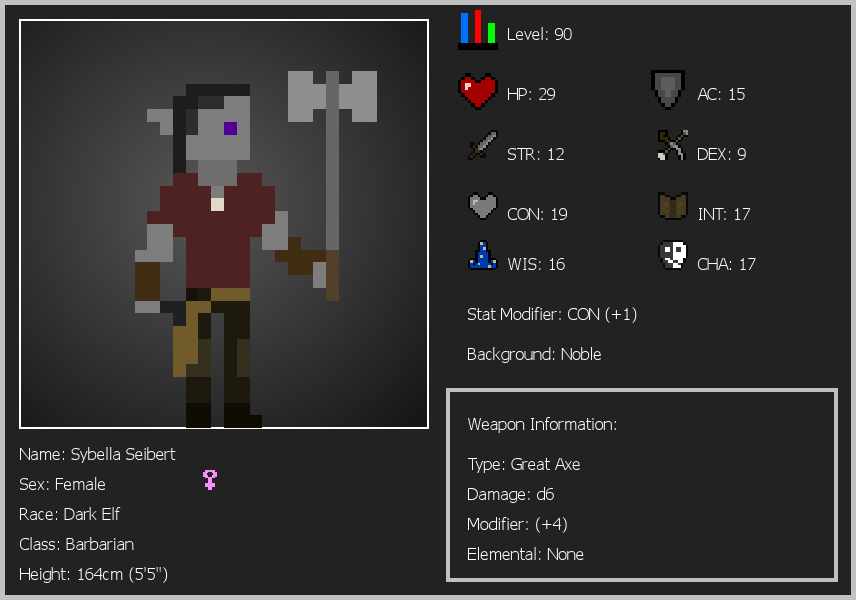 Level: 90
HP: 29
AC: 15
STR: 12
DEX: 9
CON: 19
INT: 17
WIS: 16
CHA: 17
Stat Modifier: CON (+1)
Background: Noble
Weapon Information:
Type: Great Axe
Damage: d6
Modifier: (+4)
Elemental: None
Name: Sybella Seibert
Sex: Female
Race: Dark Elf
Class: Barbarian
Height: 164cm (5'5")